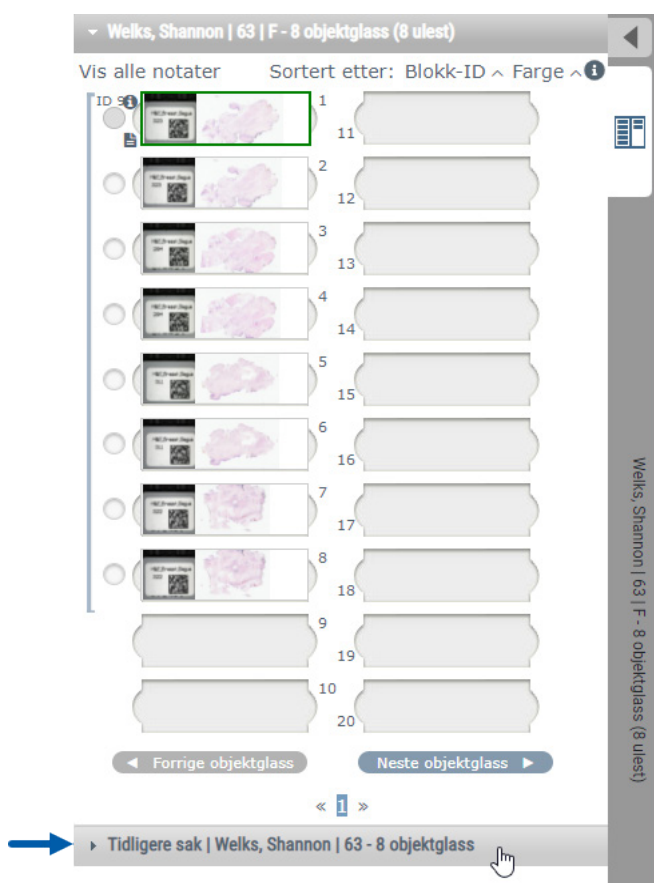 Welks, Shannon | 63 | F - 8 objektglass (8 ulest)
Vis alle notater Sortert etter: Blokk-ID Farge
ID 9
1
11
2
12
3
13
4
14
5
15
6
16
7
17
8
18
9
19
10
20
Forrige objektglass Neste objektglass
« 1 »
Tidligere sak | Welks, Shannon | 63 - 8 objektglass
Welks, Shannon | 63 | F - 8 objektglass (8 ulest)